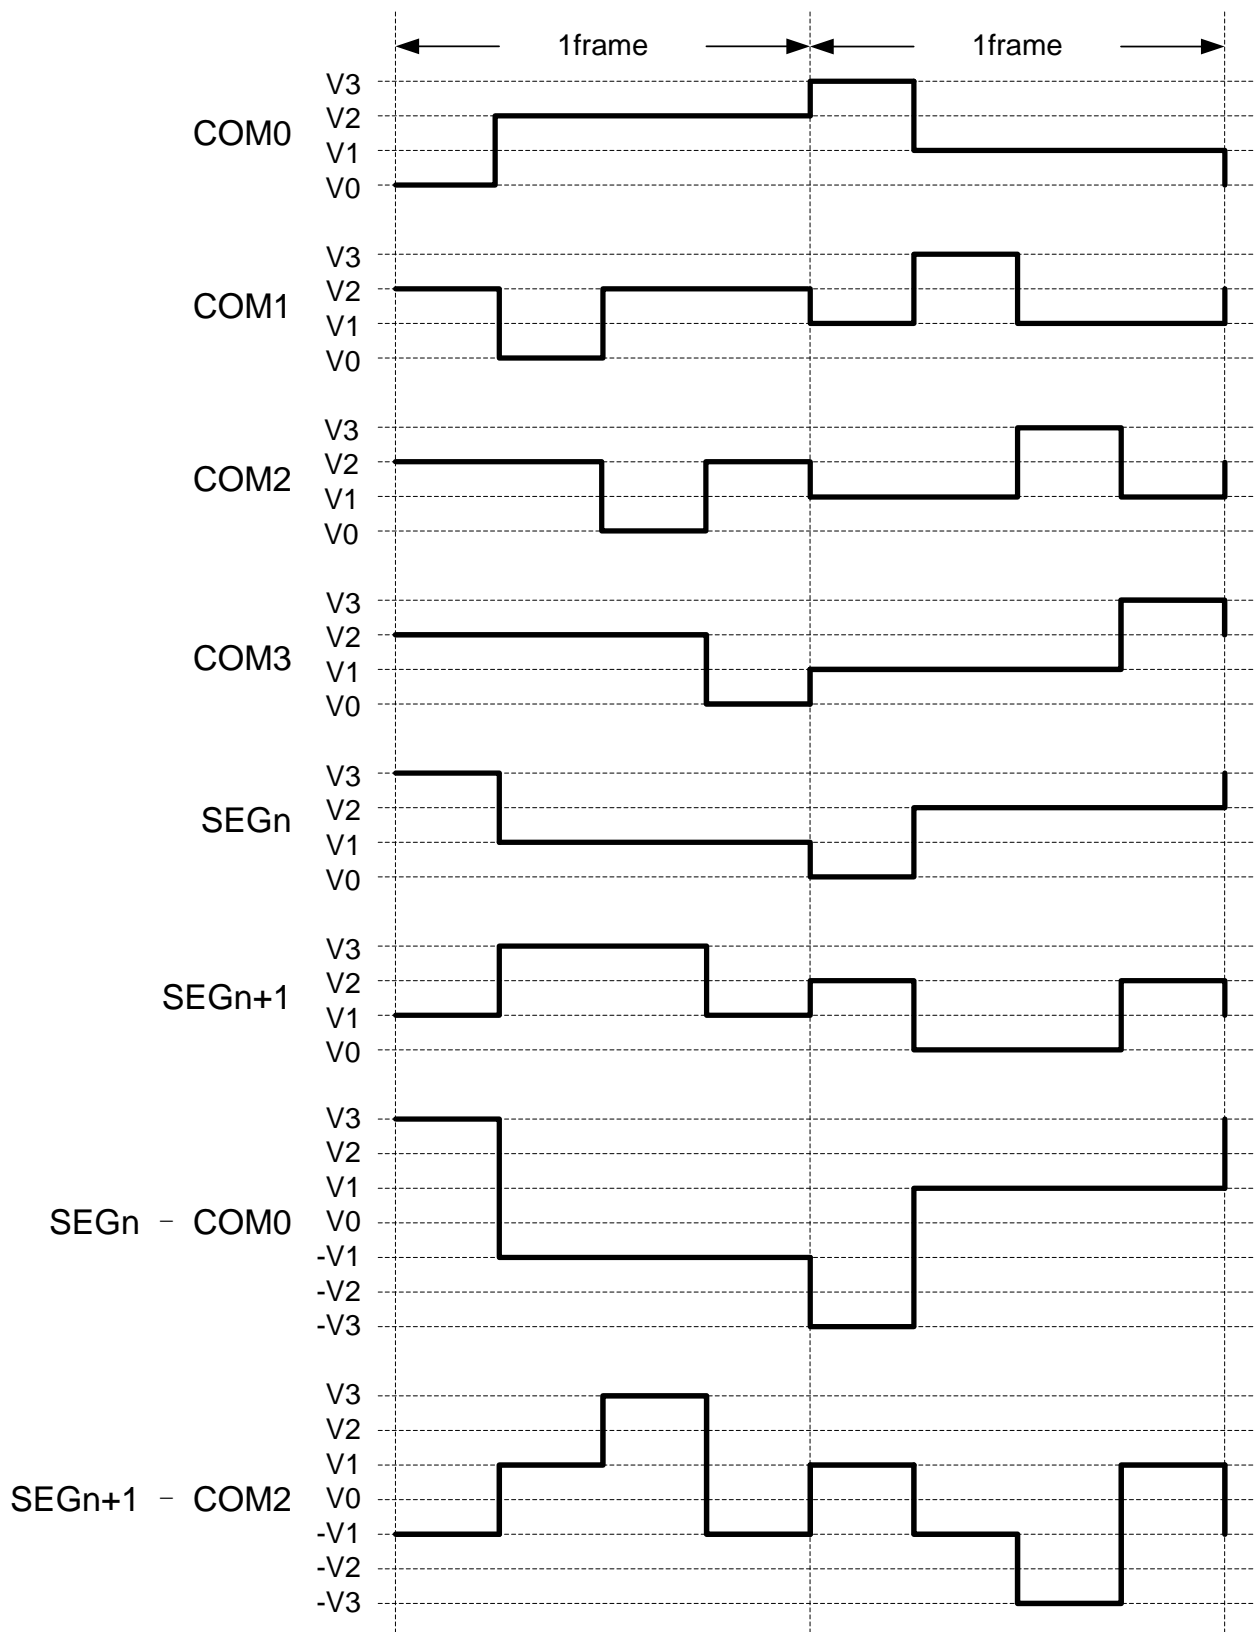 1frame 1frame
V3
V2
COM0
V1
V0
V3
V2
COM1
V1
V0
V3
V2
COM2
V1
V0
V3
V2
COM3
V1
V0
V3
V2
SEGn
V1
V0
V3
V2
SEGn+1
V1
V0
V3
V2
V1
SEGn − COM0 V0
-V1
-V2
-V3
V3
V2
V1
SEGn+1 − COM2 V0
-V1
-V2
-V3